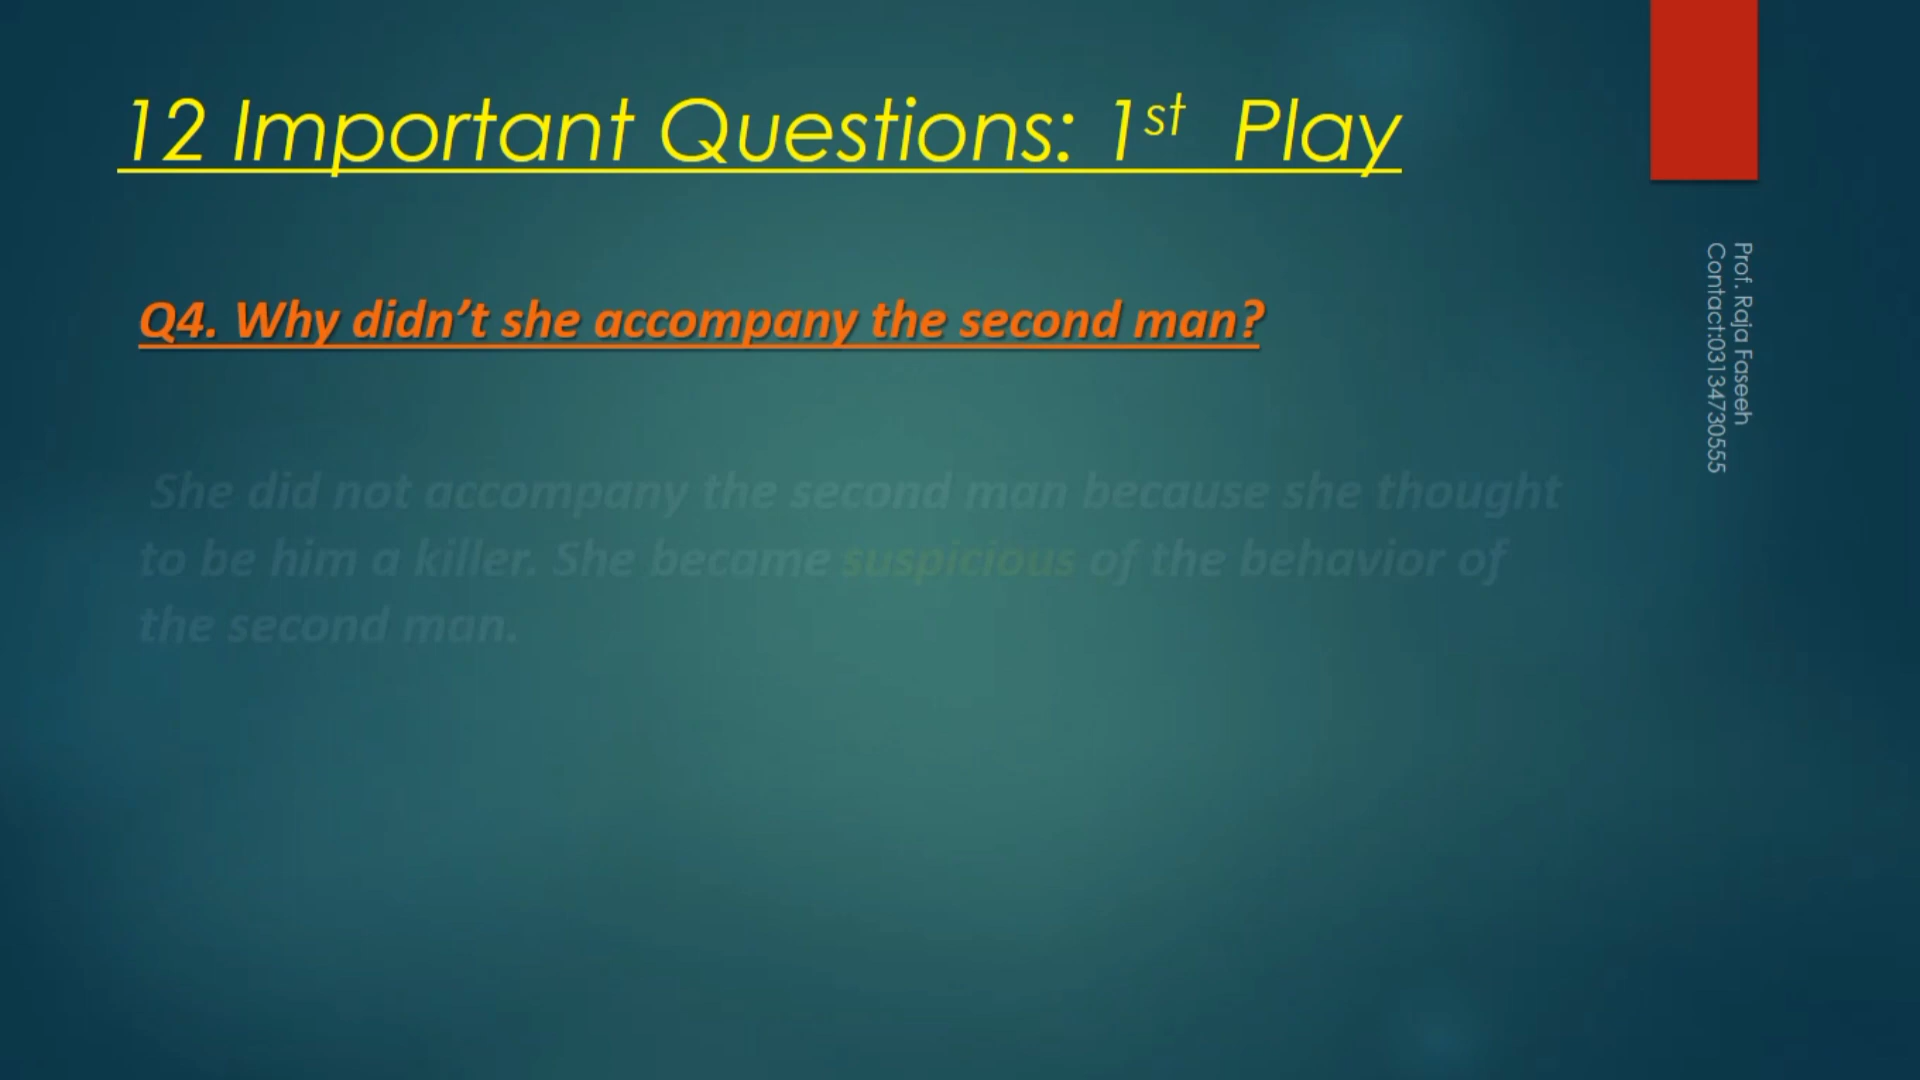 12 Important Questions: 1st Play
Q4. Why didn’t she accompany the second man?
She did not accompany the second man because she thought
to be him a killer. She became suspicious of the behavior of
the second man.
Prof. Raja Faseeh
Contact:03134730555